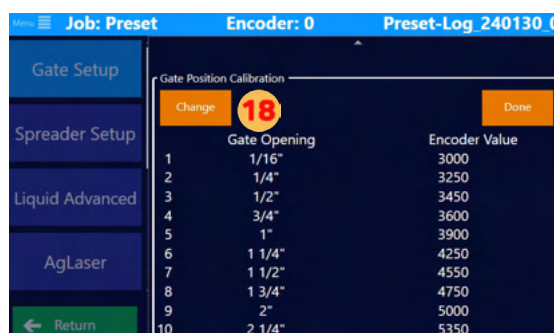 Menu Job: Preset Encoder: 0 Preset-Log_240130_0
Gate Setup
Gate Position Calibration
Change 18 Done
Spreader Setup
Gate Opening Encoder Value
1 1/16" 3000
2 1/4" 3250
Liquid Advanced
3 1/2" 3450
4 3/4" 3600
5 1" 3900
AgLaser
6 1 1/4" 4250
7 1 1/2" 4550
8 1 3/4" 4750
9 2" 5000
Return
10 2 1/4" 5350